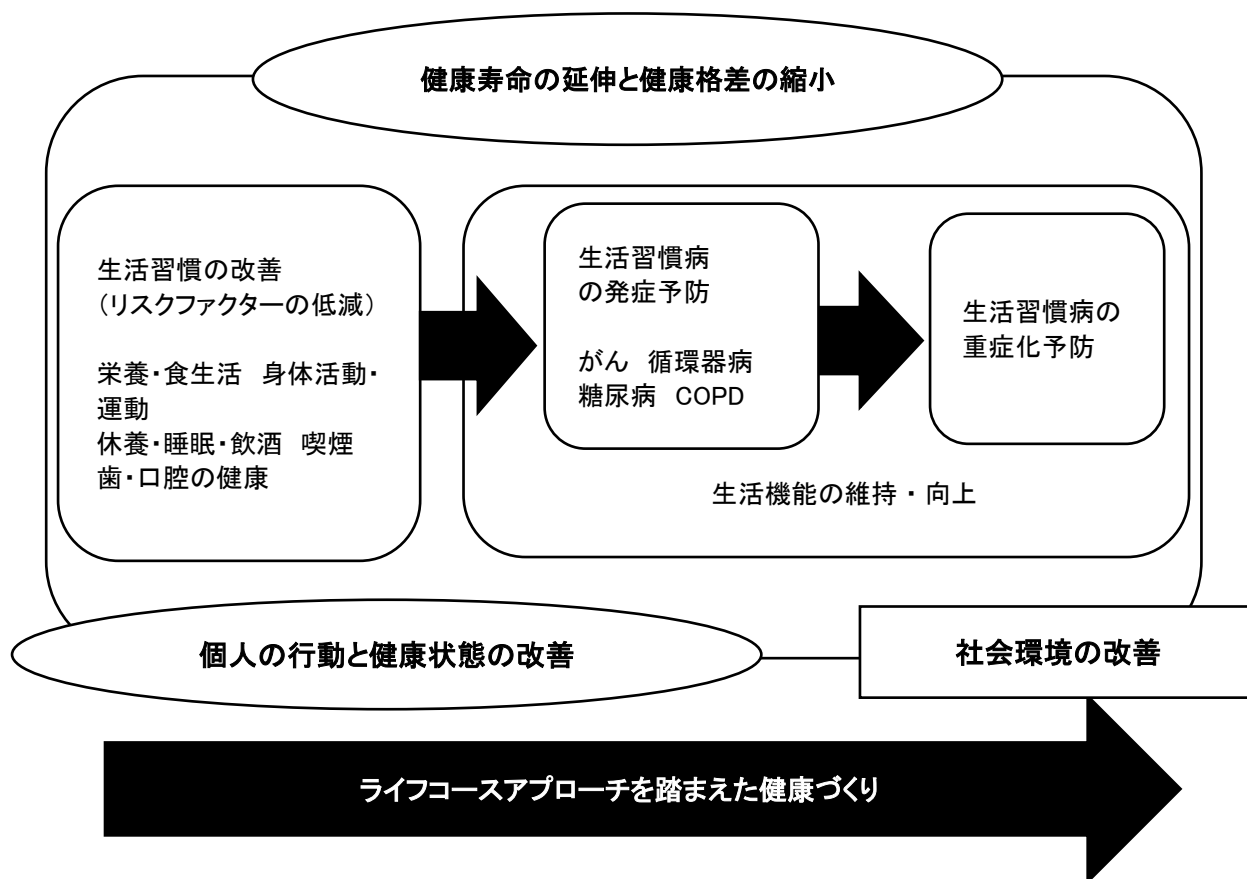 健康寿命の延伸と健康格差の縮小
生活習慣の改善
(リスクファクターの低減)
栄養・食生活　身体活動・
運動
休養・睡眠・飲酒　喫煙
歯・口腔の健康
生活習慣病
の発症予防
がん　循環器病
糖尿病　COPD
生活習慣病の
重症化予防
生活機能の維持・向上
個人の行動と健康状態の改善
社会環境の改善
ライフコースアプローチを踏まえた健康づくり